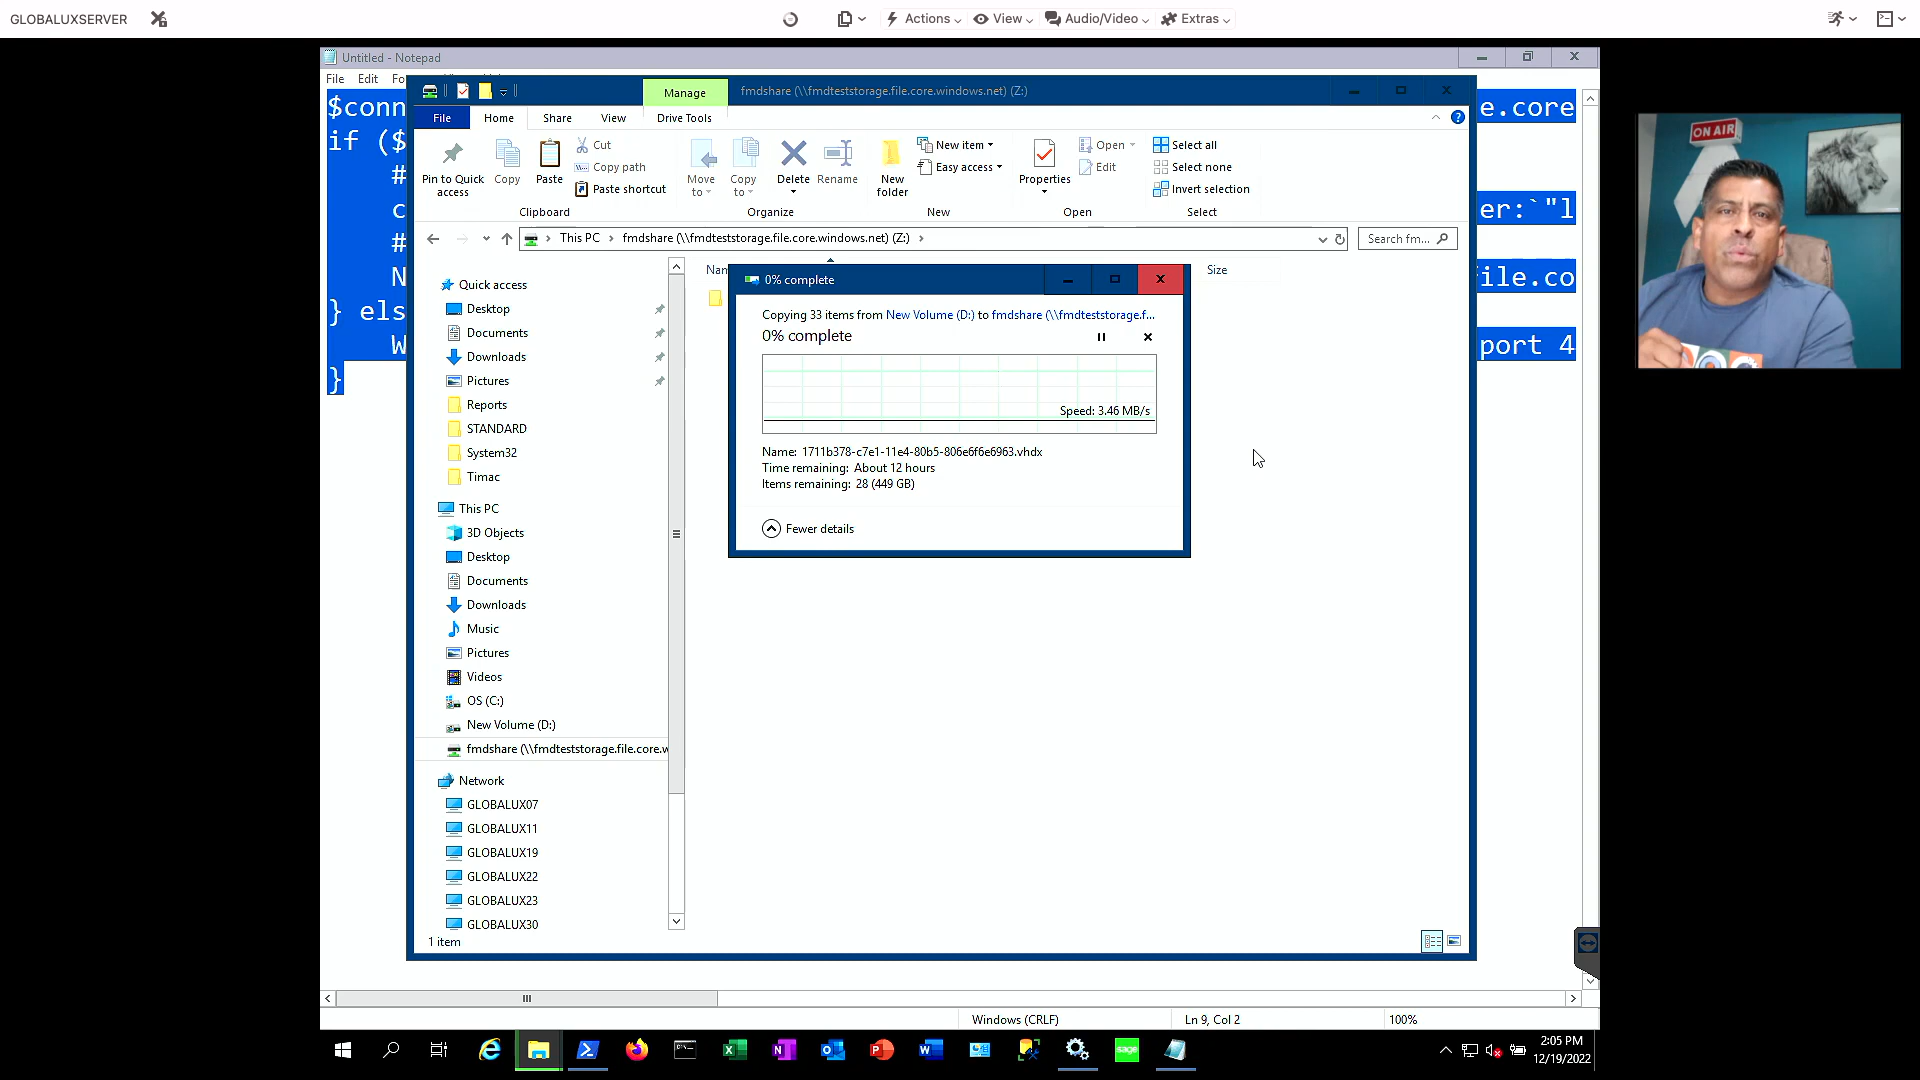 GLOBALUXSERVER
Actions
View
Audio/Video
Extras
Untitled - Notepad
File Edit Fo
Manage
fmdshare (\\fmdteststorage.file.core.windows.net) (Z:)
File Home Share View Drive Tools
Pin to Quick access
Copy
Paste
Cut
Copy path
Paste shortcut
Clipboard
Move to
Copy to
Delete
Rename
Organize
New folder
New item
Easy access
New
Properties
Open
Edit
Open
Select all
Select none
Invert selection
Select
This PC
fmdshare (\\fmdteststorage.file.core.windows.net) (Z:)
Search fm...
$conn
if ($
#
c
#
N
} els
W
}
e.core
er:`"l
ile.co
port 4
Nam
Size
Quick access
Desktop
Documents
Downloads
Pictures
Reports
STANDARD
System32
Timac
This PC
3D Objects
Desktop
Documents
Downloads
Music
Pictures
Videos
OS (C:)
New Volume (D:)
fmdshare (\\fmdteststorage.file.core.w
Network
GLOBALUX07
GLOBALUX11
GLOBALUX19
GLOBALUX22
GLOBALUX23
GLOBALUX30
1 item
0% complete
Copying 33 items from New Volume (D:) to fmdshare (\\fmdteststorage.f...
0% complete
Speed: 3.46 MB/s
Name: 1711b378-c7e1-11e4-80b5-806e6f6e6963.vhdx
Time remaining: About 12 hours
Items remaining: 28 (449 GB)
Fewer details
ON AIR
Windows (CRLF)
Ln 9, Col 2
100%
sage
2:05 PM
12/19/2022